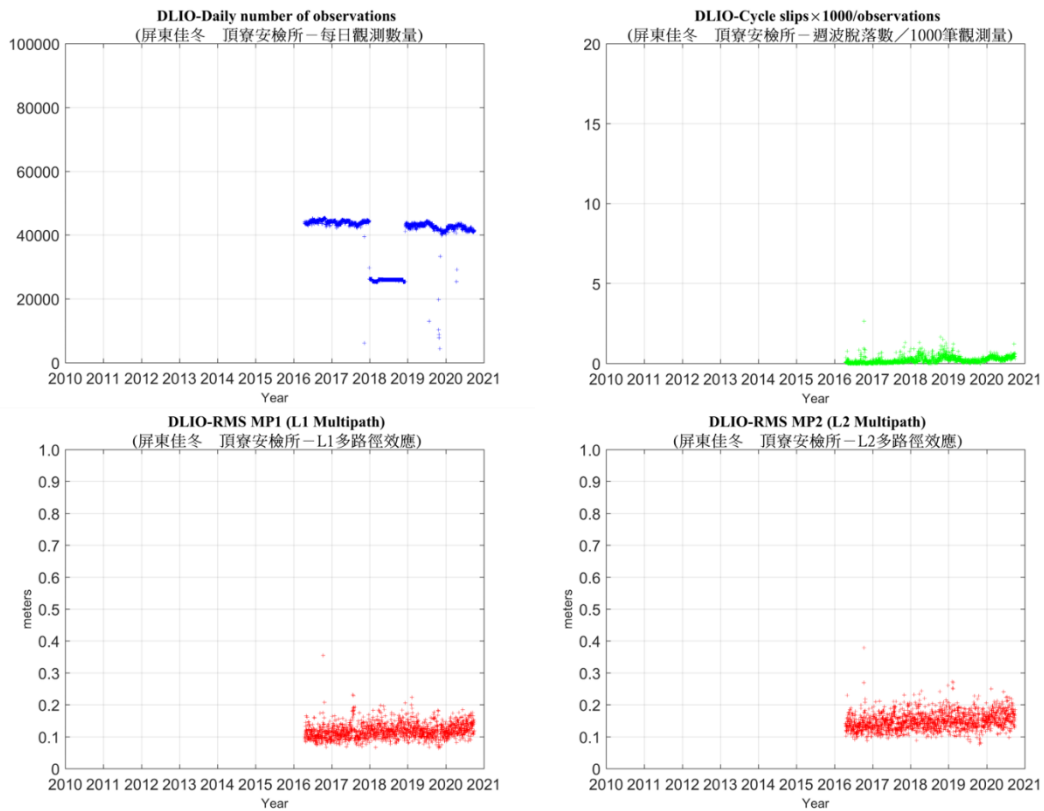 DLIO-Daily number of observations
(屏東佳冬 頂寮安檢所－每日觀測數量)
100000
80000
60000
40000
20000
0
2010 2011 2012 2013 2014 2015 2016 2017 2018 2019 2020 2021
Year
DLIO-Cycle slips×1000/observations
(屏東佳冬 頂寮安檢所－週波脫落數／1000筆觀測量)
20
15
10
5
0
2010 2011 2012 2013 2014 2015 2016 2017 2018 2019 2020 2021
Year
DLIO-RMS MP1 (L1 Multipath)
(屏東佳冬 頂寮安檢所－L1多路徑效應)
1.0
0.9
0.8
0.7
0.6
0.5
0.4
0.3
0.2
0.1
0
meters
2010 2011 2012 2013 2014 2015 2016 2017 2018 2019 2020 2021
Year
DLIO-RMS MP2 (L2 Multipath)
(屏東佳冬 頂寮安檢所－L2多路徑效應)
1.0
0.9
0.8
0.7
0.6
0.5
0.4
0.3
0.2
0.1
0
meters
2010 2011 2012 2013 2014 2015 2016 2017 2018 2019 2020 2021
Year